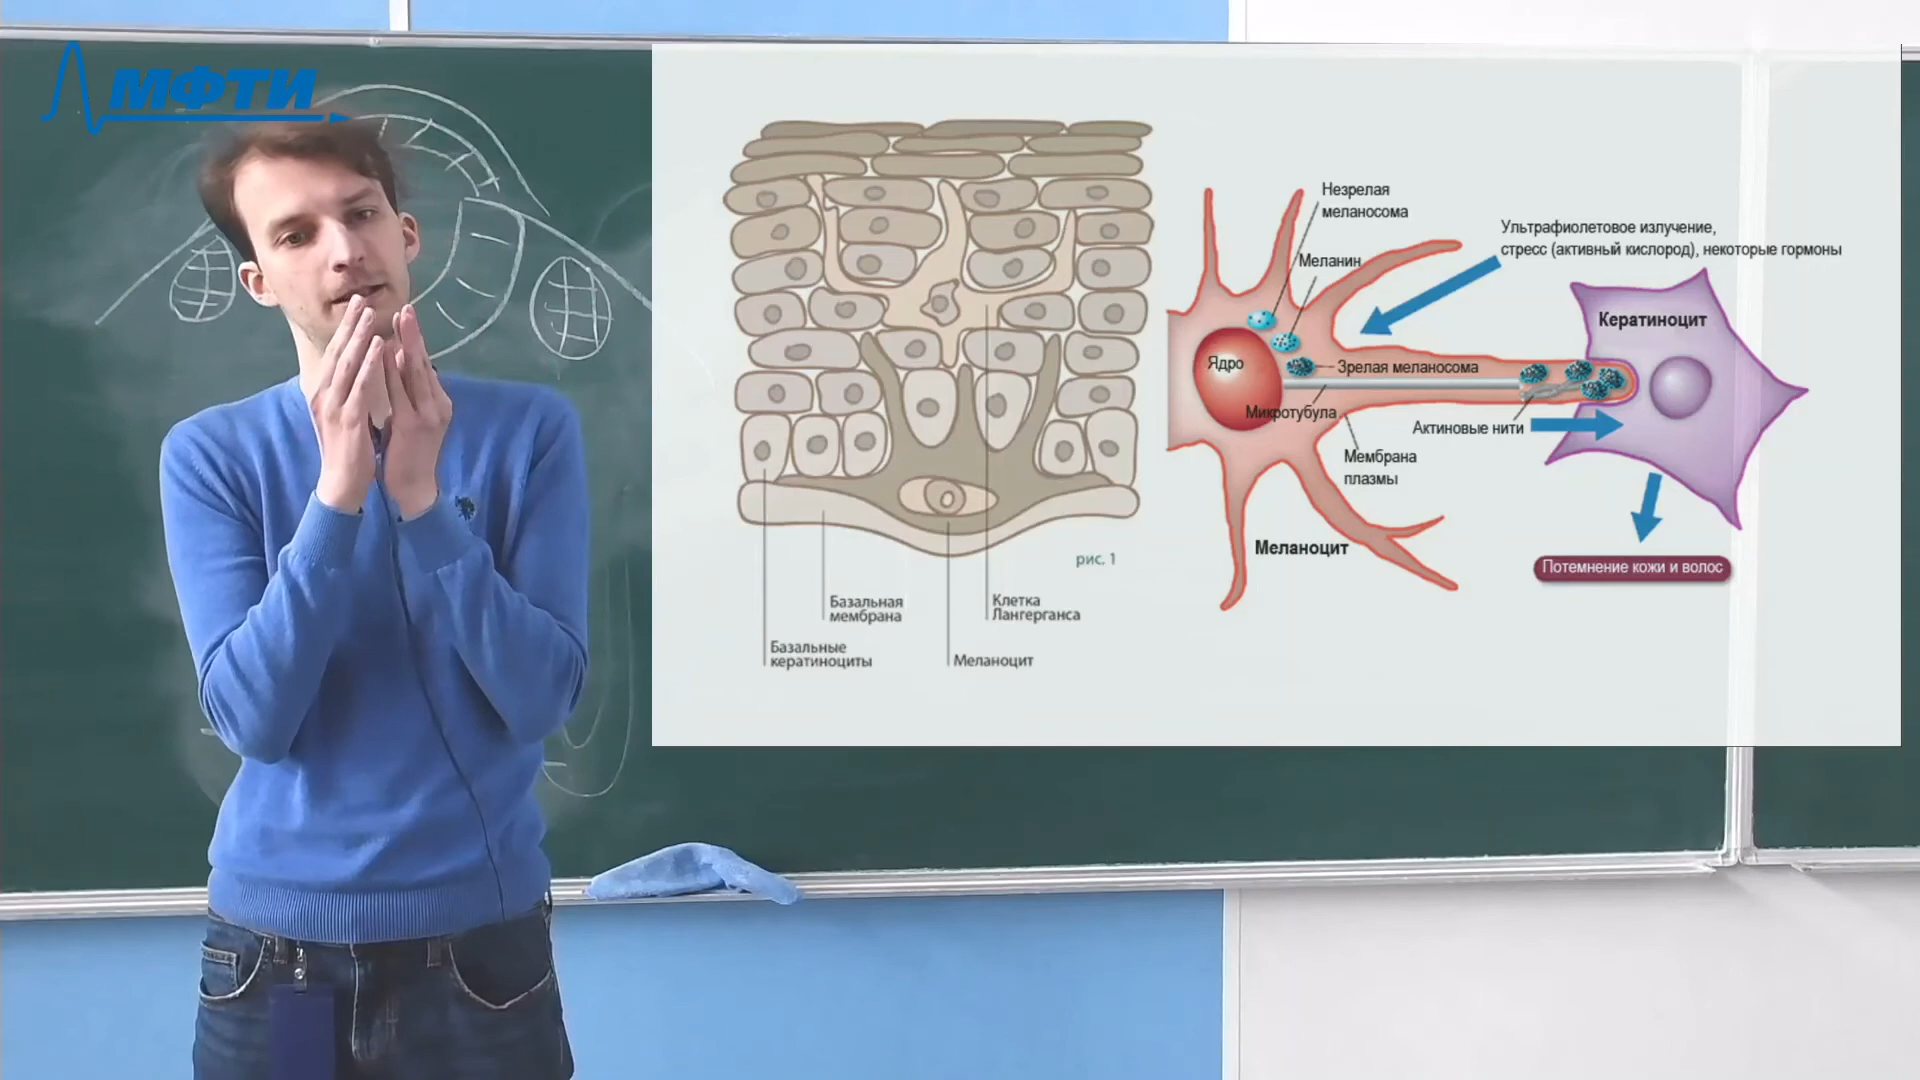 МФТИ
Базальная
мембрана
Базальные
кератиноциты
Меланоцит
Клетка
Лангерганса
рис. 1
Незрелая
меланосома
Меланин
Ультрафиолетовое излучение,
стресс (активный кислород), некоторые гормоны
Кератиноцит
Ядро
Зрелая меланосома
Микротубула
Актиновые нити
Мембрана
плазмы
Меланоцит
Потемнение кожи и волос